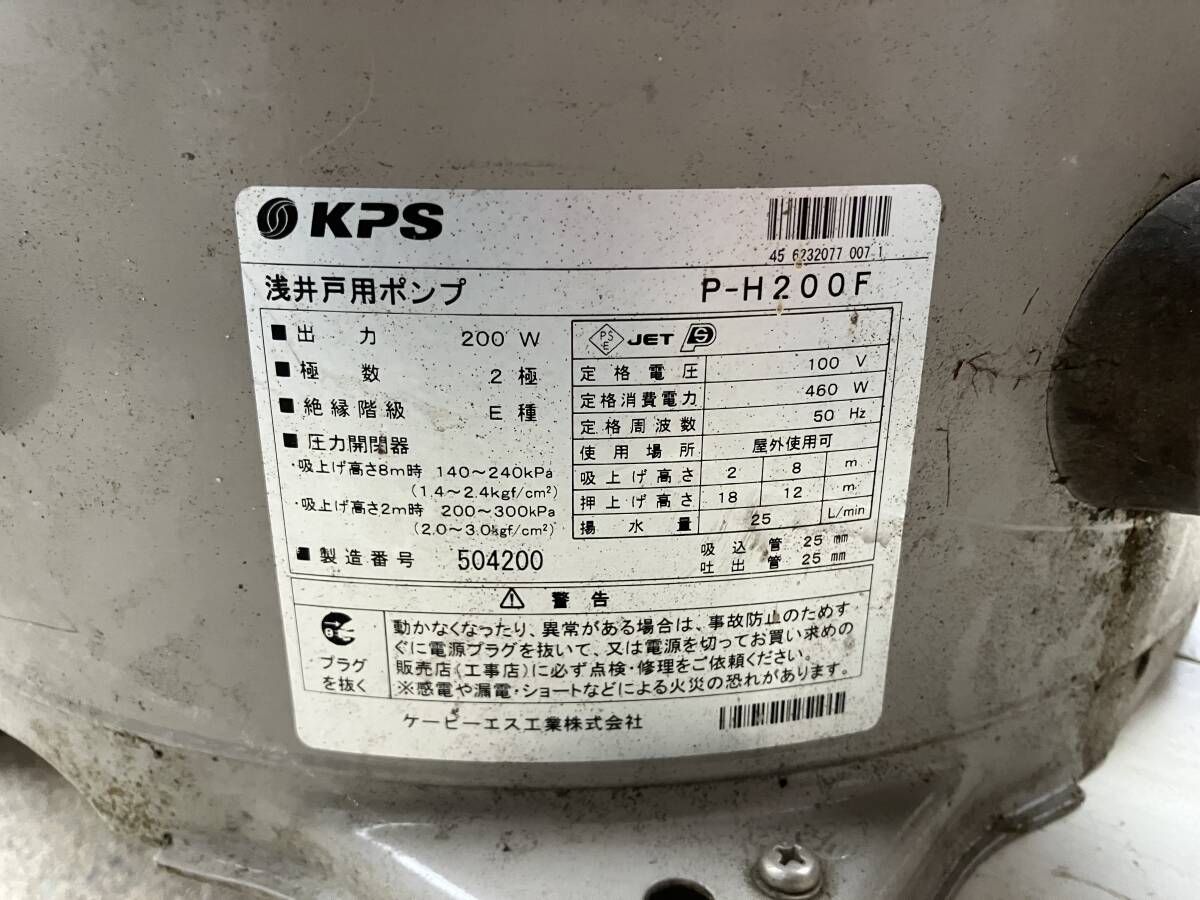 KPS
45 6232077 007 1
浅井戸用ポンプ P-H200F
■ 出力 200 W
■ 極数 2 極
■ 絶縁階級 E 種
■ 圧力開閉器
・吸上げ高さ8m時 140～240kPa
(1.4～2.4kgf/cm²)
・吸上げ高さ2m時 200～300kPa
(2.0～3.0kgf/cm²)
■ 製造番号 504200
PSE JET PS
定格電圧 100 V
定格消費電力 460 W
定格周波数 50 Hz
使用場所 屋外使用可
吸上げ高さ 2 8 m
押上げ高さ 18 12 m
揚水量 25 L/min
吸込管 25 mm
吐出管 25 mm
⚠ 警告
プラグ
を抜く
動かなくなったり、異常がある場合は、事故防止のためす
ぐに電源プラグを抜いて、又は電源を切ってお買い求めの
販売店（工事店）に必ず点検・修理をご依頼ください。
※感電や漏電・ショートなどによる火災の恐れがあります。
ケーピーエス工業株式会社